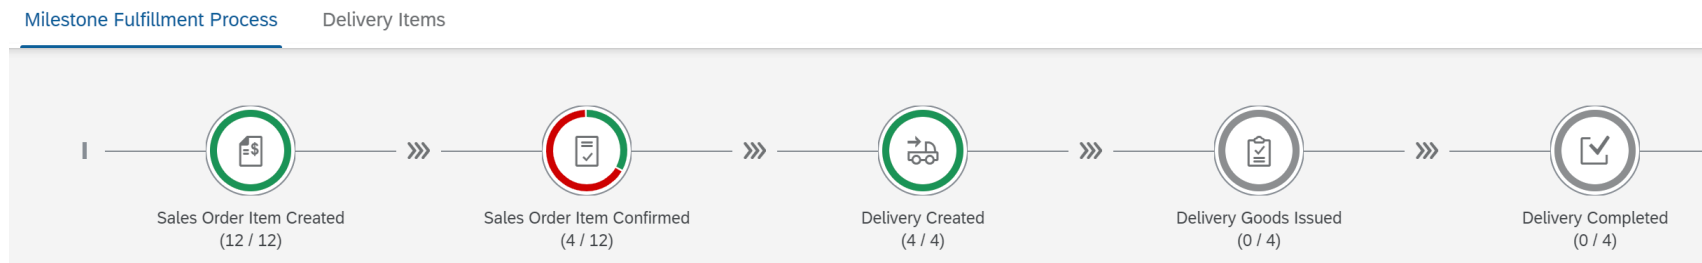 Milestone Fulfillment Process
Delivery Items
Sales Order Item Created
(12 / 12)
Sales Order Item Confirmed
(4 / 12)
Delivery Created
(4 / 4)
Delivery Goods Issued
(0 / 4)
Delivery Completed
(0 / 4)